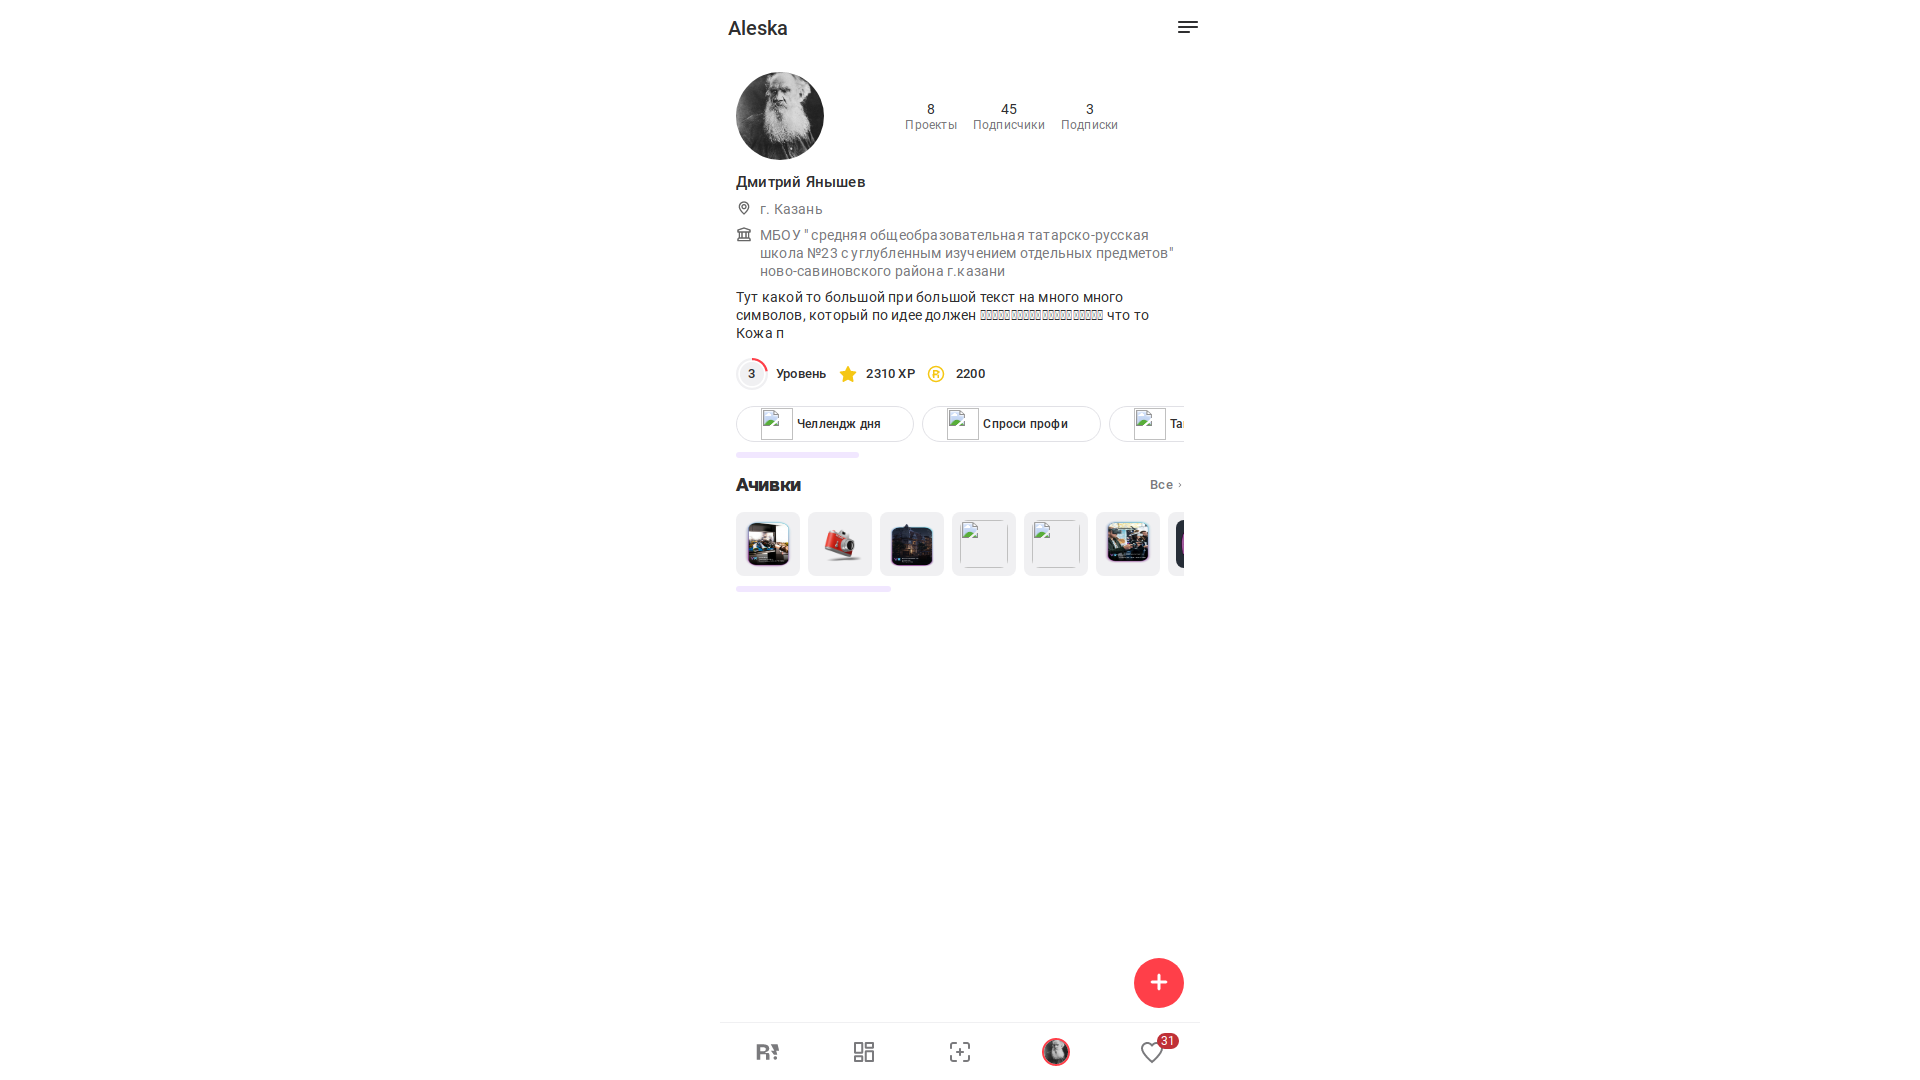 Aleska
8
Проекты
45
Подписчики
3
Подписки
Дмитрий Янышев
г. Казань
МБОУ " средняя общеобразовательная татарско-русская
школа №23 с углубленным изучением отдельных предметов"
ново-савиновского района г.казани
Тут какой то большой при большой текст на много много
символов, который по идее должен что то
Кожа п
3 Уровень 2310 XP 2200
Челлендж дня
Спроси профи
Ачивки
Все
31